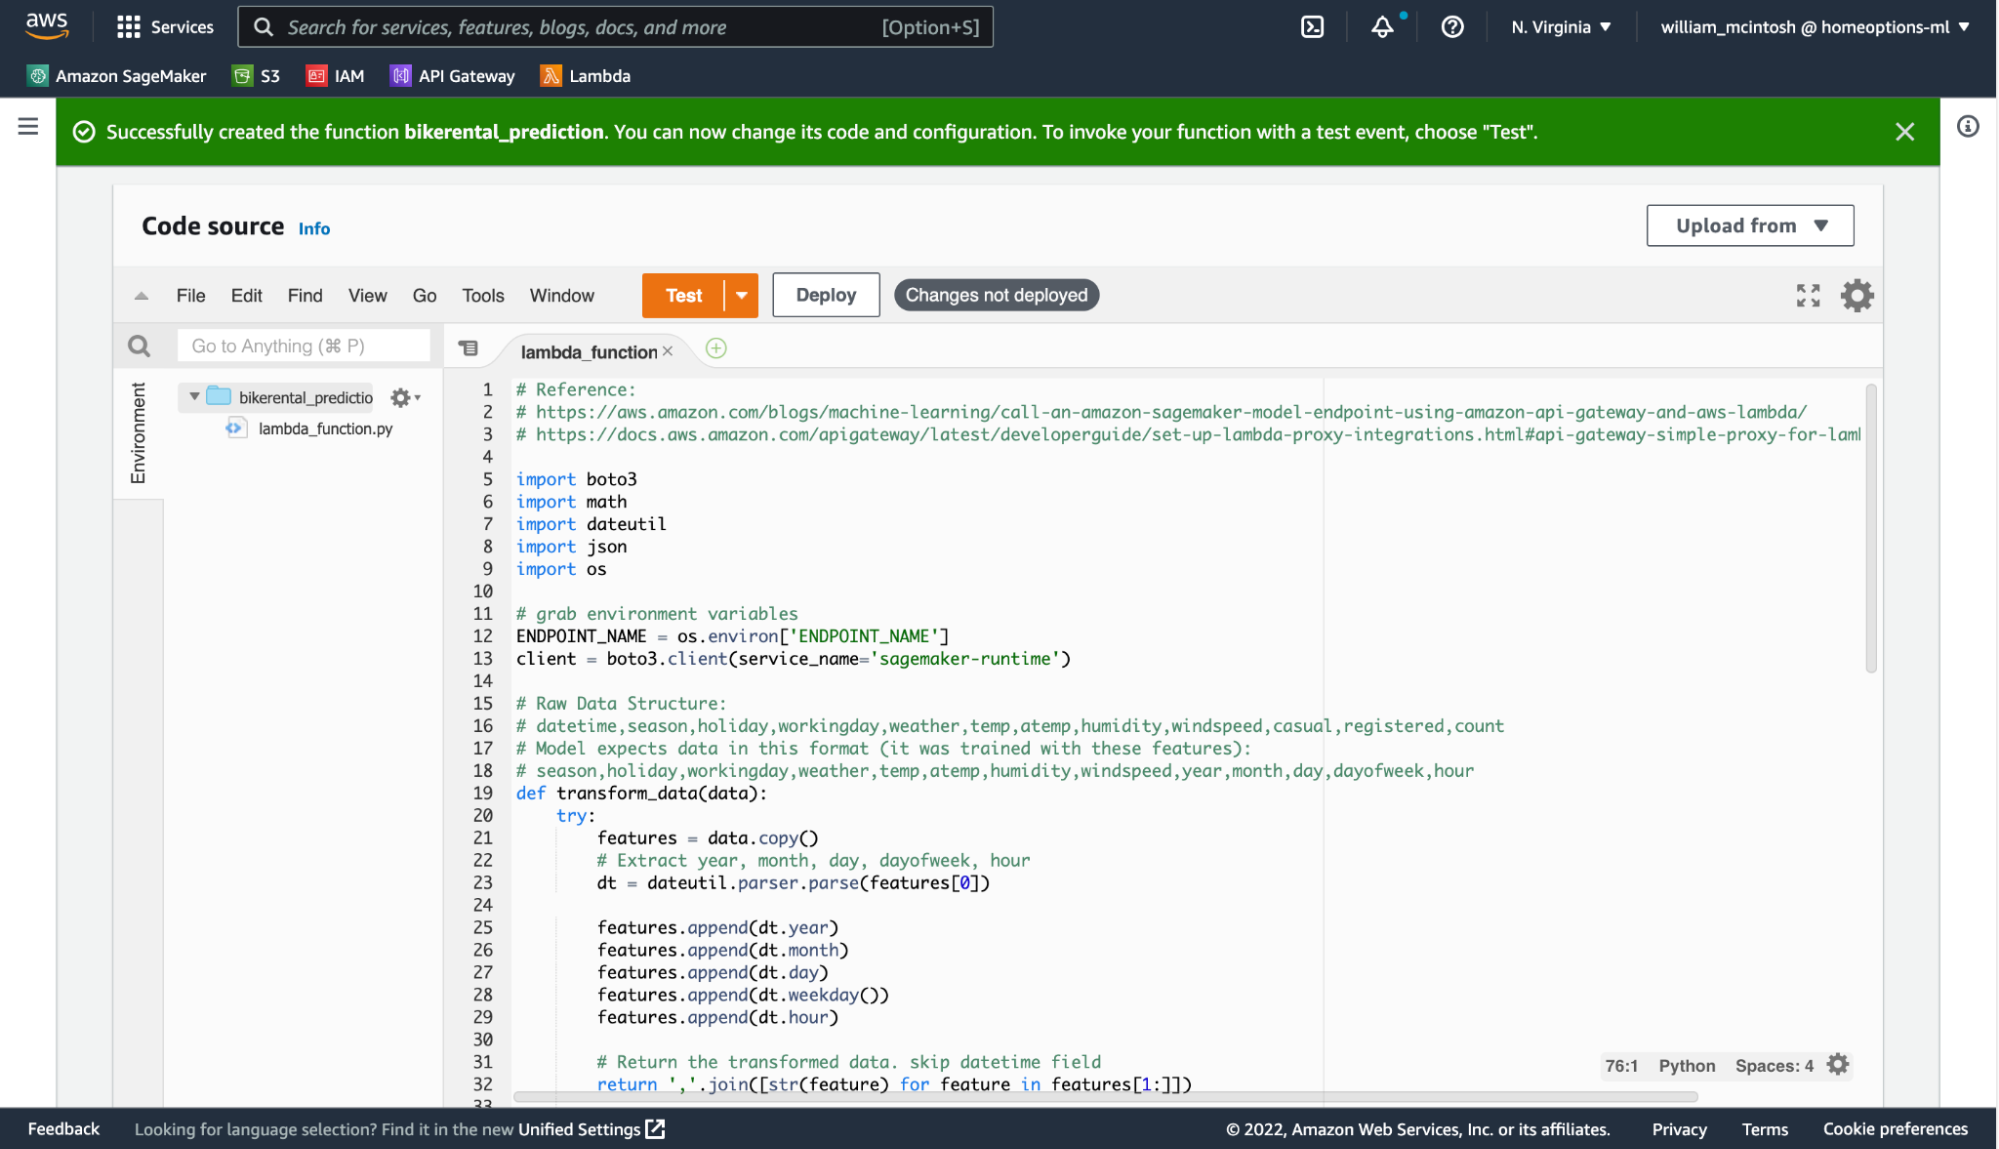 aws Services Search for services, features, blogs, docs, and more [Option+S] N. Virginia ▼ william_mcintosh @ homeoptions-ml ▼
Amazon SageMaker S3 IAM API Gateway Lambda
Successfully created the function bikerental_prediction. You can now change its code and configuration. To invoke your function with a test event, choose "Test".
Code source Info Upload from ▼
File Edit Find View Go Tools Window Test Deploy Changes not deployed
Go to Anything (⌘ P) lambda_function ×
Environment
bikerental_predictio
lambda_function.py
1 # Reference:
2 # https://aws.amazon.com/blogs/machine-learning/call-an-amazon-sagemaker-model-endpoint-using-amazon-api-gateway-and-aws-lambda/
3 # https://docs.aws.amazon.com/apigateway/latest/developerguide/set-up-lambda-proxy-integrations.html#api-gateway-simple-proxy-for-lam
4
5 import boto3
6 import math
7 import dateutil
8 import json
9 import os
10
11 # grab environment variables
12 ENDPOINT_NAME = os.environ['ENDPOINT_NAME']
13 client = boto3.client(service_name='sagemaker-runtime')
14
15 # Raw Data Structure:
16 # datetime,season,holiday,workingday,weather,temp,atemp,humidity,windspeed,casual,registered,count
17 # Model expects data in this format (it was trained with these features):
18 # season,holiday,workingday,weather,temp,atemp,humidity,windspeed,year,month,day,dayofweek,hour
19 def transform_data(data):
20     try:
21         features = data.copy()
22         # Extract year, month, day, dayofweek, hour
23         dt = dateutil.parser.parse(features[0])
24
25         features.append(dt.year)
26         features.append(dt.month)
27         features.append(dt.day)
28         features.append(dt.weekday())
29         features.append(dt.hour)
30
31         # Return the transformed data. skip datetime field
32         return ','.join([str(feature) for feature in features[1:]])
33
76:1 Python Spaces: 4
Feedback Looking for language selection? Find it in the new Unified Settings © 2022, Amazon Web Services, Inc. or its affiliates. Privacy Terms Cookie preferences